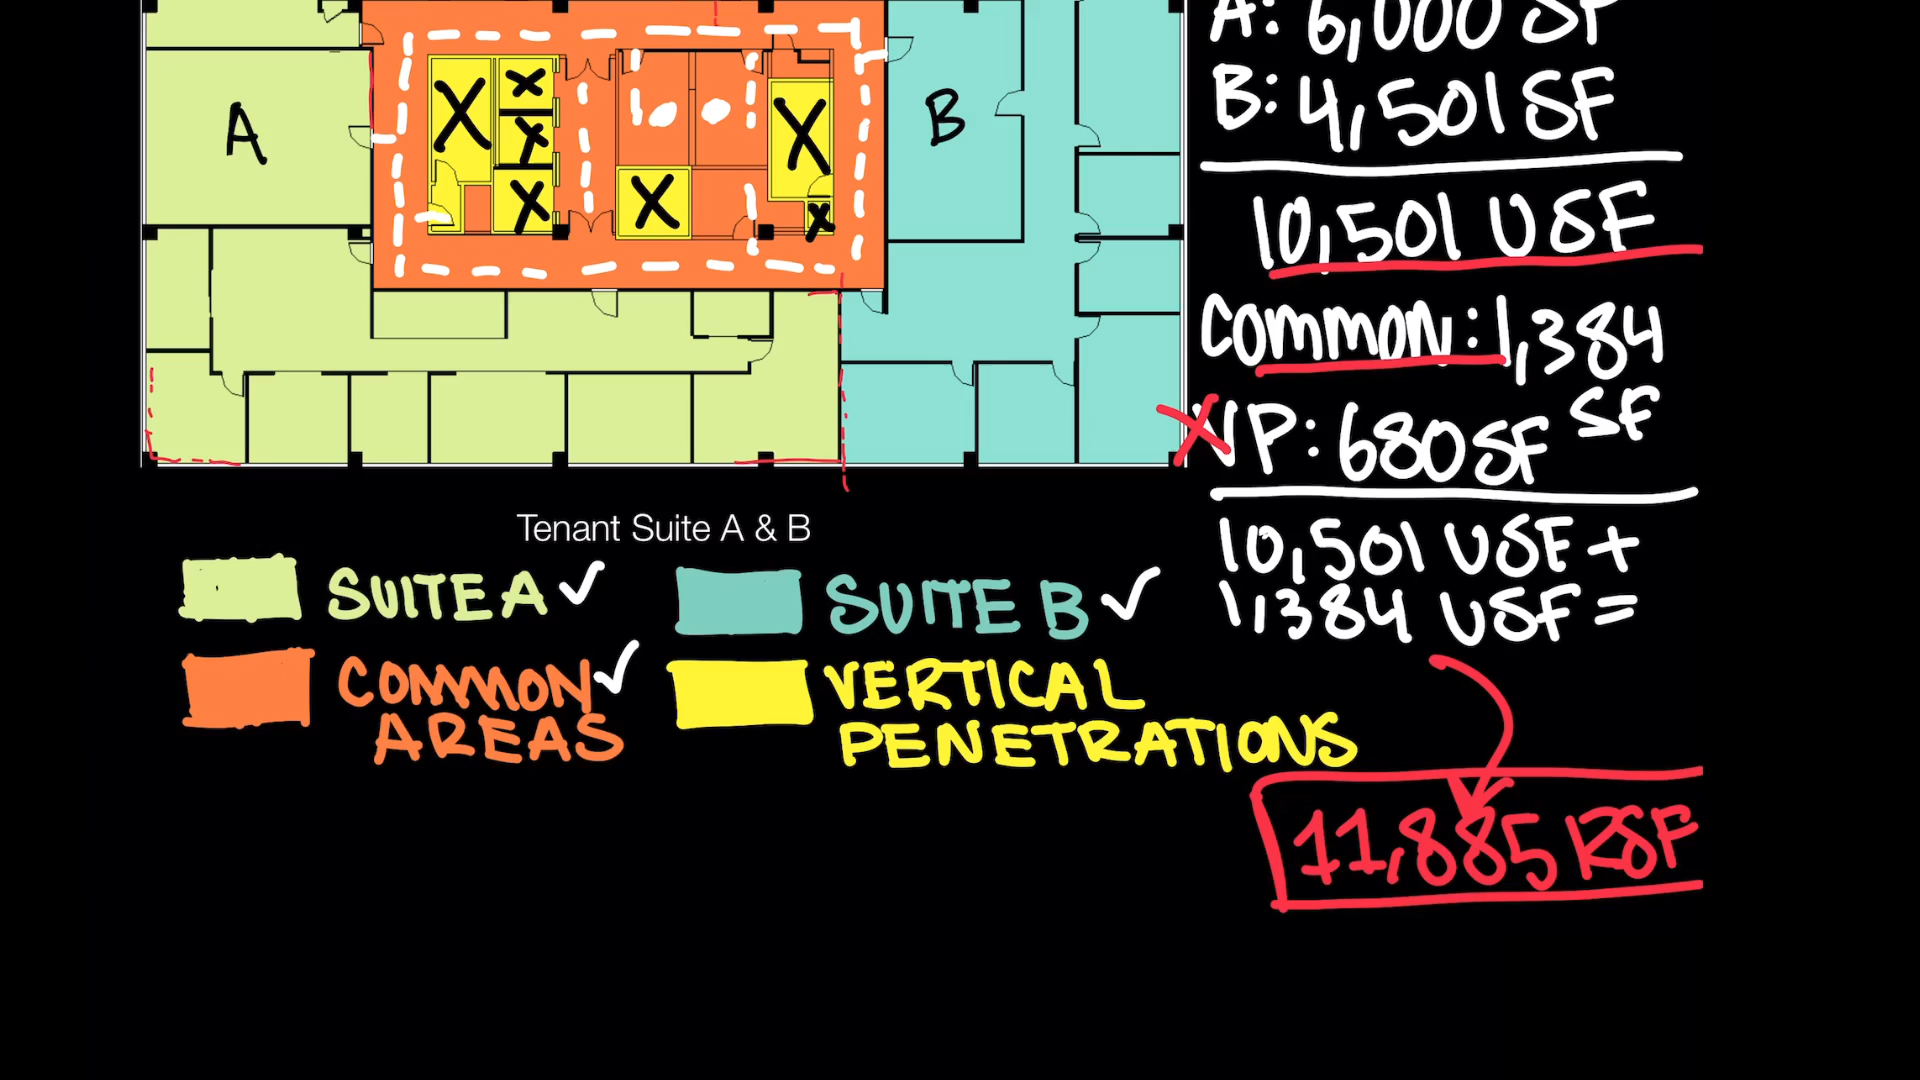 A
B
A: 6,000 SF
B: 4,501 SF
10,501 USF
COMMON: 1,384
SF
VP: 680 SF
10,501 USF +
1,384 USF =
11,885 RSF
Tenant Suite A & B
SUITE A
SUITE B
COMMON
AREAS
VERTICAL
PENETRATIONS